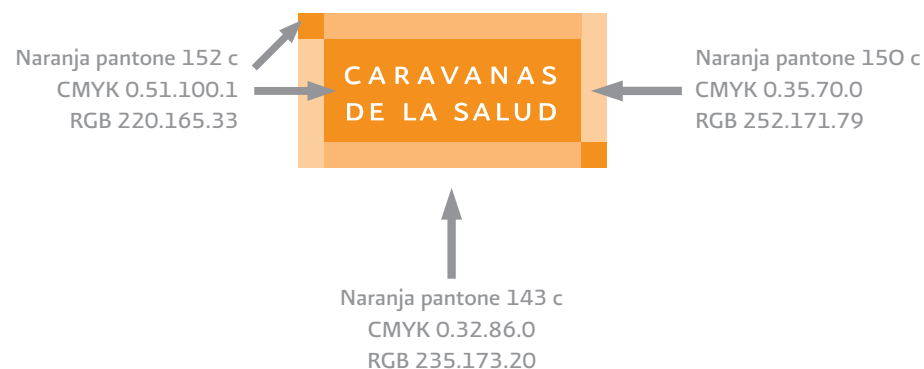 Naranja pantone 152 c
CMYK 0.51.100.1
RGB 220.165.33
CARAVANAS
DE LA SALUD
Naranja pantone 150 c
CMYK 0.35.70.0
RGB 252.171.79
Naranja pantone 143 c
CMYK 0.32.86.0
RGB 235.173.20